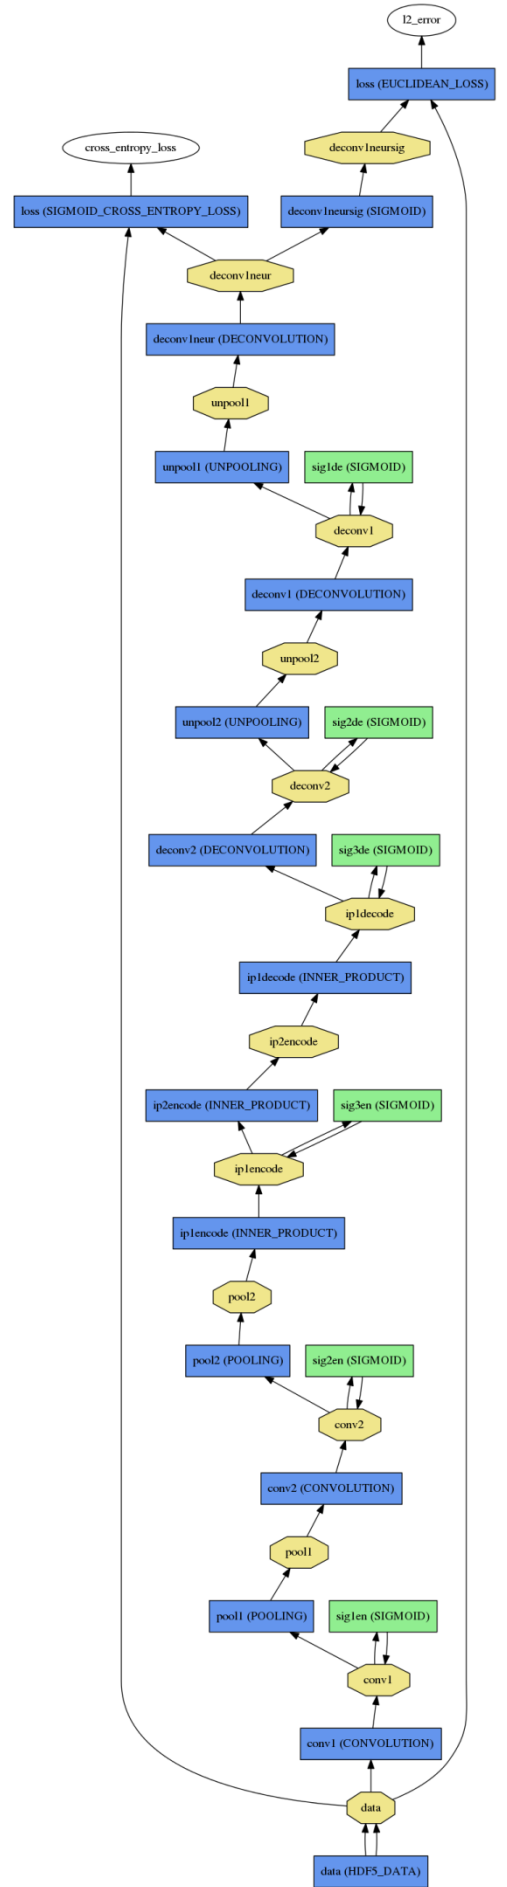 l2_error
loss (EUCLIDEAN_LOSS)
deconv1neursig
cross_entropy_loss
loss (SIGMOID_CROSS_ENTROPY_LOSS)
deconv1neursig (SIGMOID)
deconv1neur
deconv1neur (DECONVOLUTION)
unpool1
unpool1 (UNPOOLING)
sig1de (SIGMOID)
deconv1
deconv1 (DECONVOLUTION)
unpool2
unpool2 (UNPOOLING)
sig2de (SIGMOID)
deconv2
deconv2 (DECONVOLUTION)
sig3de (SIGMOID)
ip1decode
ip1decode (INNER_PRODUCT)
ip2encode
ip2encode (INNER_PRODUCT)
sig3en (SIGMOID)
ip1encode
ip1encode (INNER_PRODUCT)
pool2
pool2 (POOLING)
sig2en (SIGMOID)
conv2
conv2 (CONVOLUTION)
pool1
pool1 (POOLING)
sig1en (SIGMOID)
conv1
conv1 (CONVOLUTION)
data
data (HDF5_DATA)